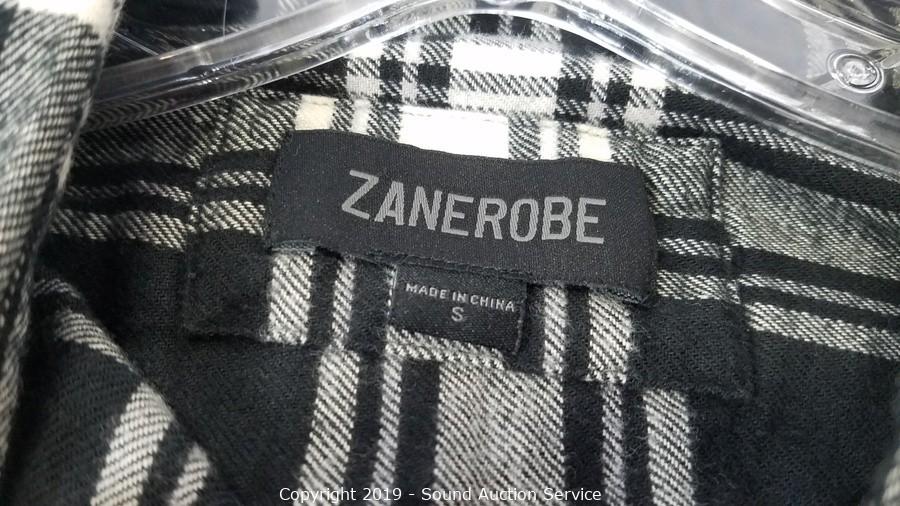 ZANEROBE
MADE IN CHINA
S
Copyright 2019 - Sound Auction Service